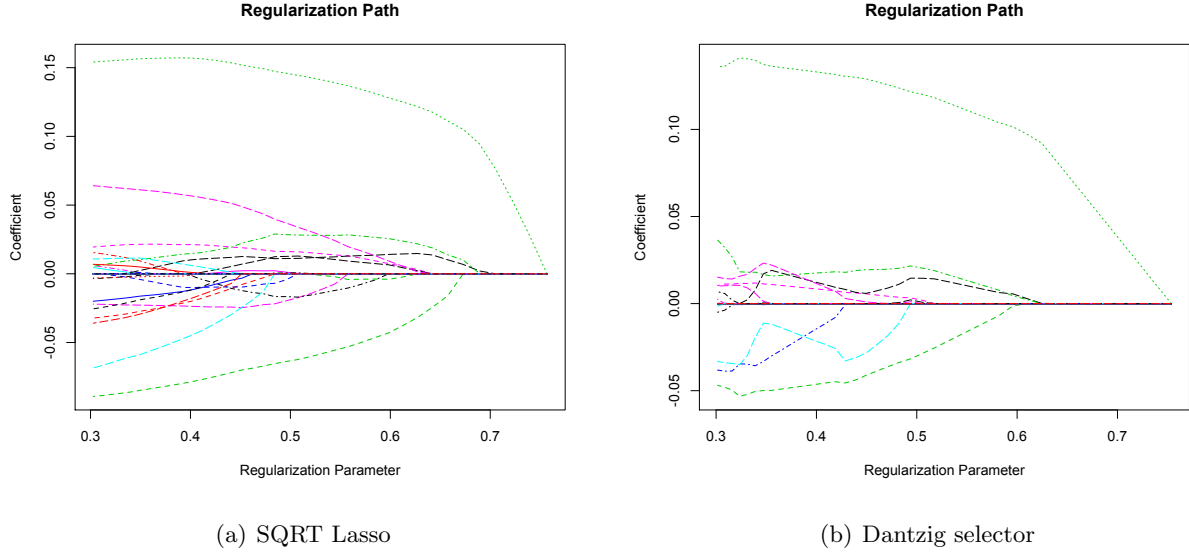 Regularization Path
Coefficient
0.15
0.10
0.05
0.00
-0.05
0.3 0.4 0.5 0.6 0.7
Regularization Parameter
(a) SQRT Lasso
Regularization Path
Coefficient
0.10
0.05
0.00
-0.05
0.3 0.4 0.5 0.6 0.7
Regularization Parameter
(b) Dantzig selector